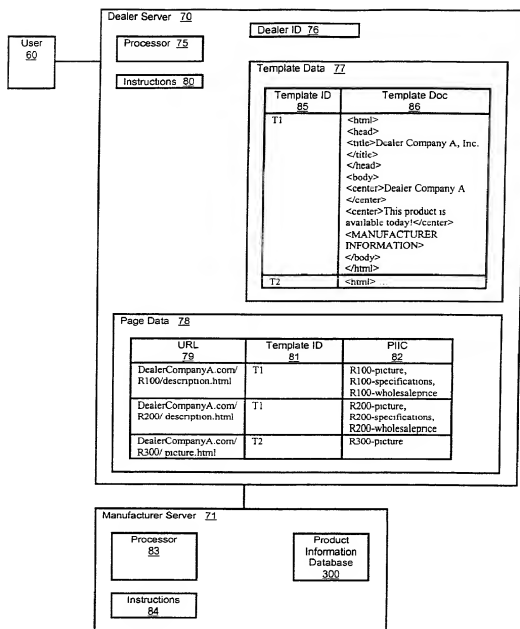 Dealer Server 70
User
60
Processor 75
Dealer ID 76
Instructions 80
Template Data 77
Template ID
85
Template Doc
86
T1
<html>
<head>
<title>Dealer Company A, Inc.
</title>
</head>
<body>
<center>Dealer Company A
</center>
<center>This product is
available today!</center>
<MANUFACTURER
INFORMATION>
</body>
</html>
T2
<html> ...
Page Data 78
URL
79
Template ID
81
PIIC
82
DealerCompanyA.com/
R100/description.html
T1
R100-picture,
R100-specifications,
R100-wholesaleprice
DealerCompanyA.com/
R200/ description.html
T1
R200-picture,
R200-specifications,
R200-wholesaleprice
DealerCompanyA.com/
R300/ picture.html
T2
R300-picture
Manufacturer Server 71
Processor
83
Product
Information
Database
300
Instructions
84